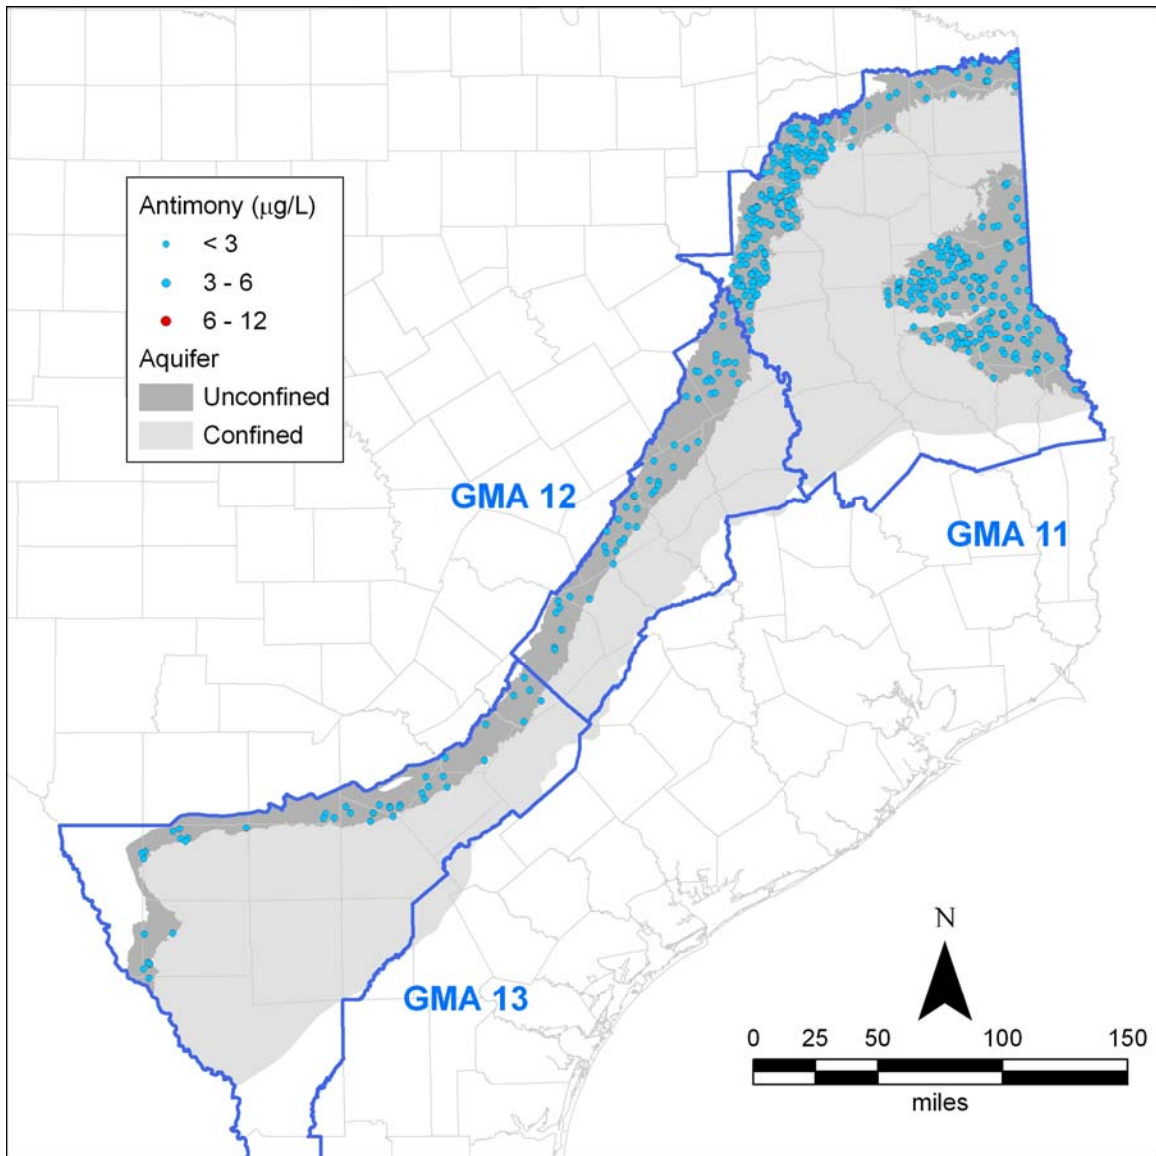 Antimony (μg/L)
< 3
3 - 6
6 - 12
Aquifer
Unconfined
Confined
GMA 12
GMA 11
GMA 13
N
0 25 50 100 150
miles